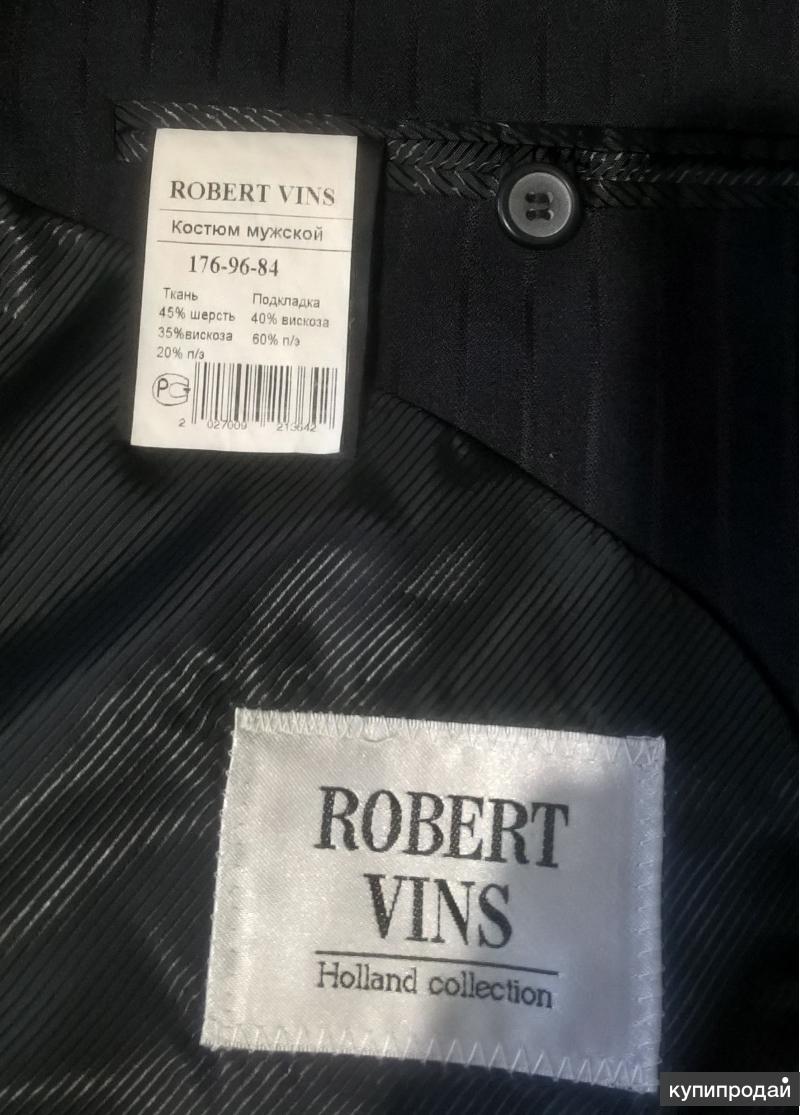 ROBERT VINS
Костюм мужской
176-96-84
Ткань Подкладка
45% шерсть 40% вискоза
35%вискоза 60% п/э
20% п/э
РСТ
2 027009 213642
ROBERT
VINS
Holland collection
купипродай